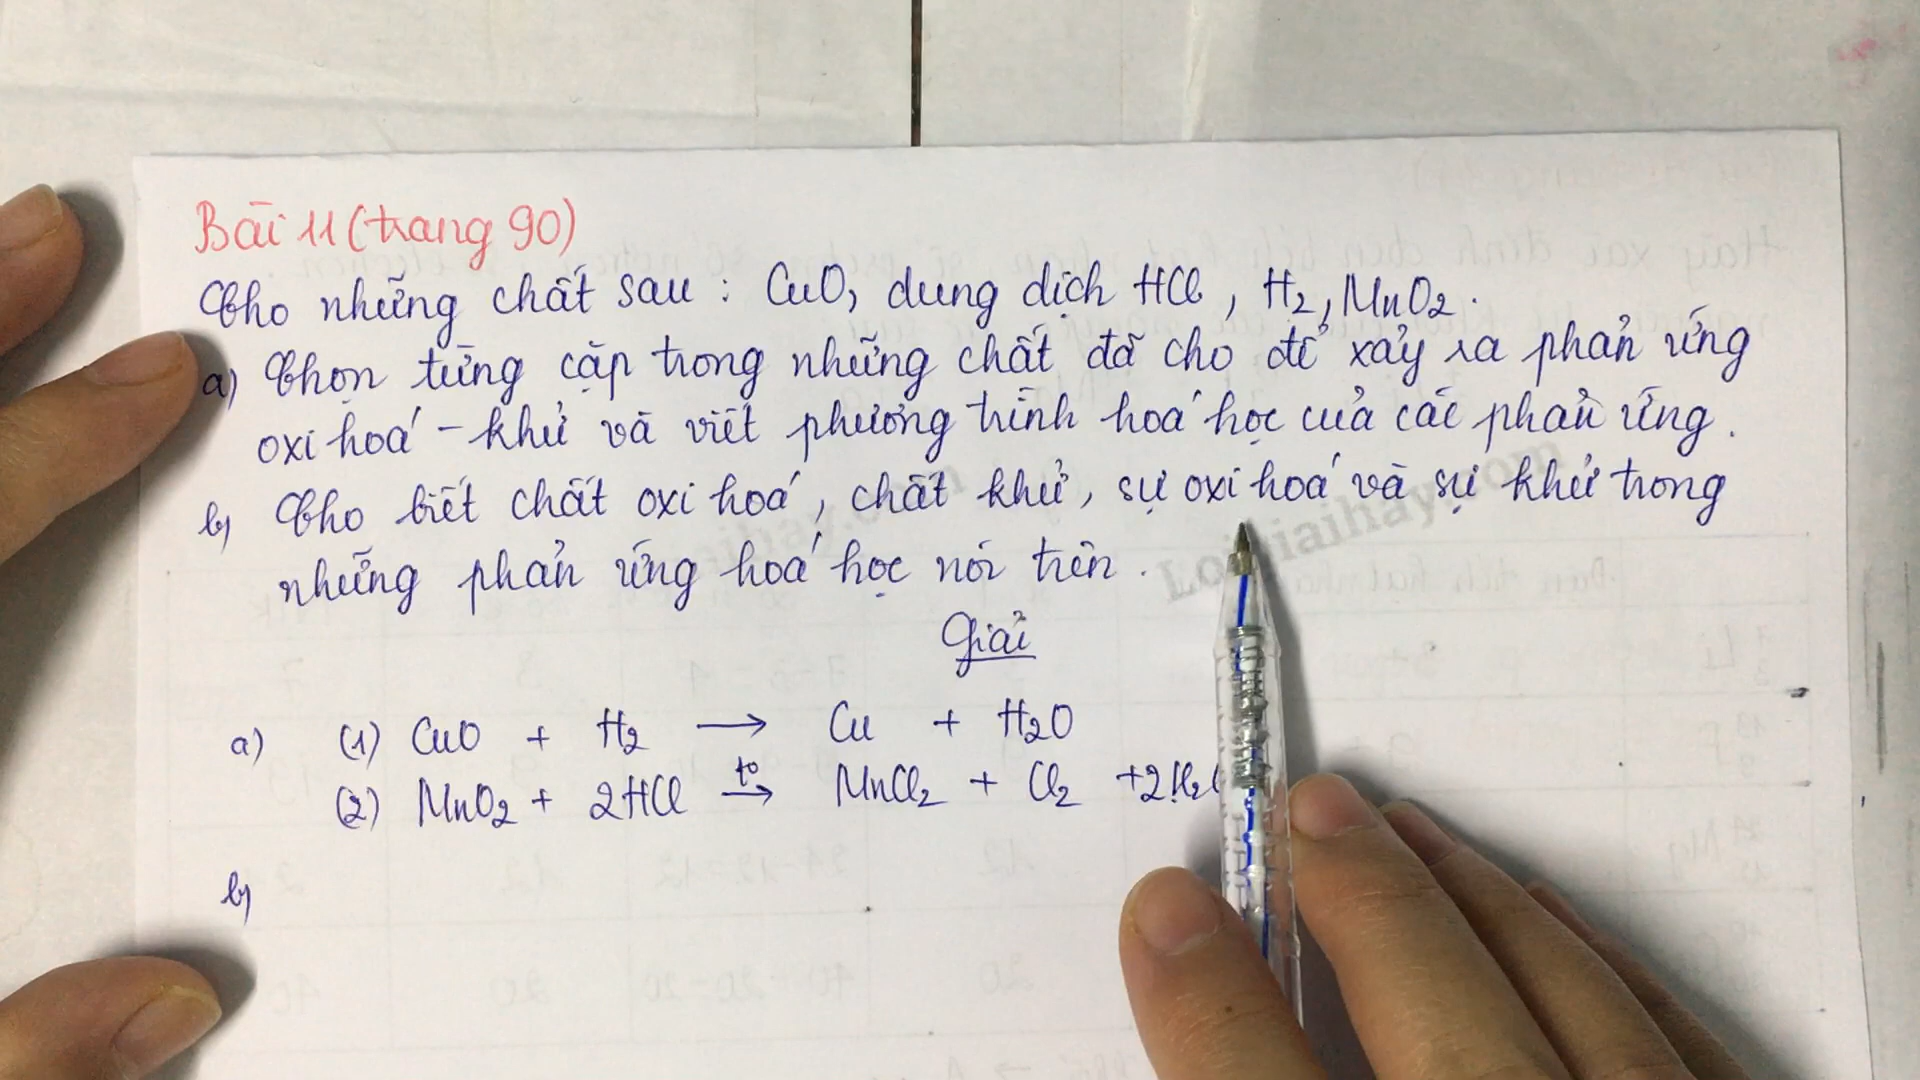 Bài 11 (trang 90)
Cho những chất sau : CuO, dung dịch HCl, H2, MnO2.
a) Chọn từng cặp trong những chất đã cho để xảy ra phản ứng
oxi hoá - khử và viết phương trình hoá học của các phản ứng.
b) Cho biết chất oxi hoá, chất khử, sự oxi hoá và sự khử trong
những phản ứng hoá học nói trên.
Loigiaihay.com
Giải
a) (1) CuO + H2 → Cu + H2O
(2) MnO2 + 2HCl t° → MnCl2 + Cl2 + 2H2
b)